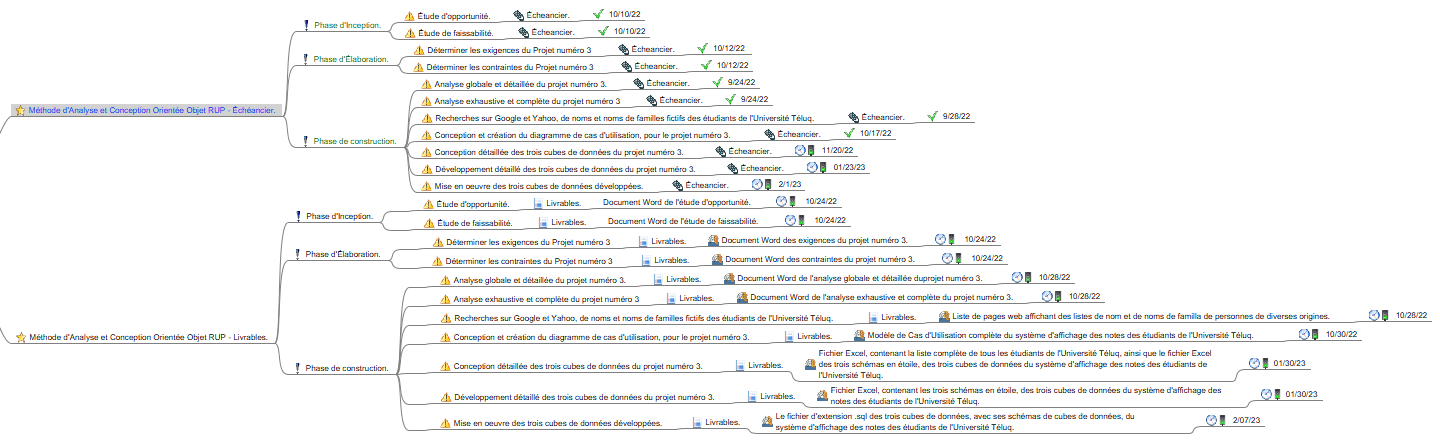 Méthode d'Analyse et Conception Orientée Objet RUP - Échéancier.
Phase d'Inception.
Étude d'opportunité. Écheancier. 10/10/22
Étude de faissabilité. Écheancier. 10/10/22
Phase d'Élaboration.
Déterminer les exigences du Projet numéro 3 Écheancier. 10/12/22
Déterminer les contraintes du Projet numéro 3 Écheancier. 10/12/22
Phase de construction.
Analyse globale et détaillée du projet numéro 3. Écheancier. 9/24/22
Analyse exhaustive et complète du projet numéro 3 Écheancier. 9/24/22
Recherches sur Google et Yahoo, de noms et noms de familles fictifs des étudiants de l'Université Téluq. Écheancier. 9/28/22
Conception et création du diagramme de cas d'utilisation, pour le projet numéro 3. Écheancier. 10/17/22
Conception détaillée des trois cubes de données du projet numéro 3. Écheancier. 11/20/22
Développement détaillé des trois cubes de données du projet numéro 3. Écheancier. 01/23/23
Mise en oeuvre des trois cubes de données développées. Écheancier. 2/1/23
Méthode d'Analyse et Conception Orientée Objet RUP - Livrables.
Phase d'Inception.
Étude d'opportunité. Livrables. Document Word de l'étude d'opportunité. 10/24/22
Étude de faissabilité. Livrables. Document Word de l'étude de faissabilité. 10/24/22
Phase d'Élaboration.
Déterminer les exigences du Projet numéro 3 Livrables. Document Word des exigences du projet numéro 3. 10/24/22
Déterminer les contraintes du Projet numéro 3 Livrables. Document Word des contraintes du projet numéro 3. 10/24/22
Phase de construction.
Analyse globale et détaillée du projet numéro 3. Livrables. Document Word de l'analyse globale et détaillée duprojet numéro 3. 10/28/22
Analyse exhaustive et complète du projet numéro 3 Livrables. Document Word de l'analyse exhaustive et complète du projet numéro 3. 10/28/22
Recherches sur Google et Yahoo, de noms et noms de familles fictifs des étudiants de l'Université Téluq. Livrables. Liste de pages web affichant des listes de nom et de noms de familla de personnes de diverses origines. 10/28/22
Conception et création du diagramme de cas d'utilisation, pour le projet numéro 3. Livrables. Modèle de Cas d'Utilisation complète du système d'affichage des notes des étudiants de l'Université Téluq. 10/30/22
Conception détaillée des trois cubes de données du projet numéro 3. Livrables.
Fichier Excel, contenant la liste complète de tous les étudiants de l'Université Téluq, ainsi que le fichier Excel
des trois schémas en étoile, des trois cubes de données du système d'affichage des notes des étudiants de
l'Université Téluq.
01/30/23
Développement détaillé des trois cubes de données du projet numéro 3. Livrables.
Fichier Excel, contenant les trois schémas en étoile, des trois cubes de données du système d'affichage des
notes des étudiants de l'Université Téluq.
01/30/23
Mise en oeuvre des trois cubes de données développées. Livrables.
Le fichier d'extension .sql des trois cubes de données, avec ses schémas de cubes de données, du
système d'affichage des notes des étudiants de l'Université Téluq.
2/07/23